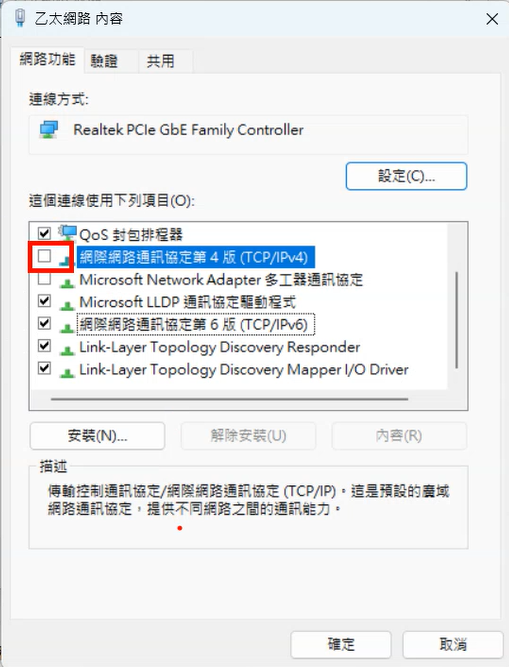 乙太網路 內容
網路功能 驗證 共用
連線方式:
Realtek PCIe GbE Family Controller
設定(C)...
這個連線使用下列項目(O):
QoS 封包排程器
網際網路通訊協定第 4 版 (TCP/IPv4)
Microsoft Network Adapter 多工器通訊協定
Microsoft LLDP 通訊協定驅動程式
網際網路通訊協定第 6 版 (TCP/IPv6)
Link-Layer Topology Discovery Responder
Link-Layer Topology Discovery Mapper I/O Driver
安裝(N)... 解除安裝(U) 內容(R)
描述
傳輸控制通訊協定/網際網路通訊協定 (TCP/IP)。這是預設的廣域
網路通訊協定，提供不同網路之間的通訊能力。
確定 取消